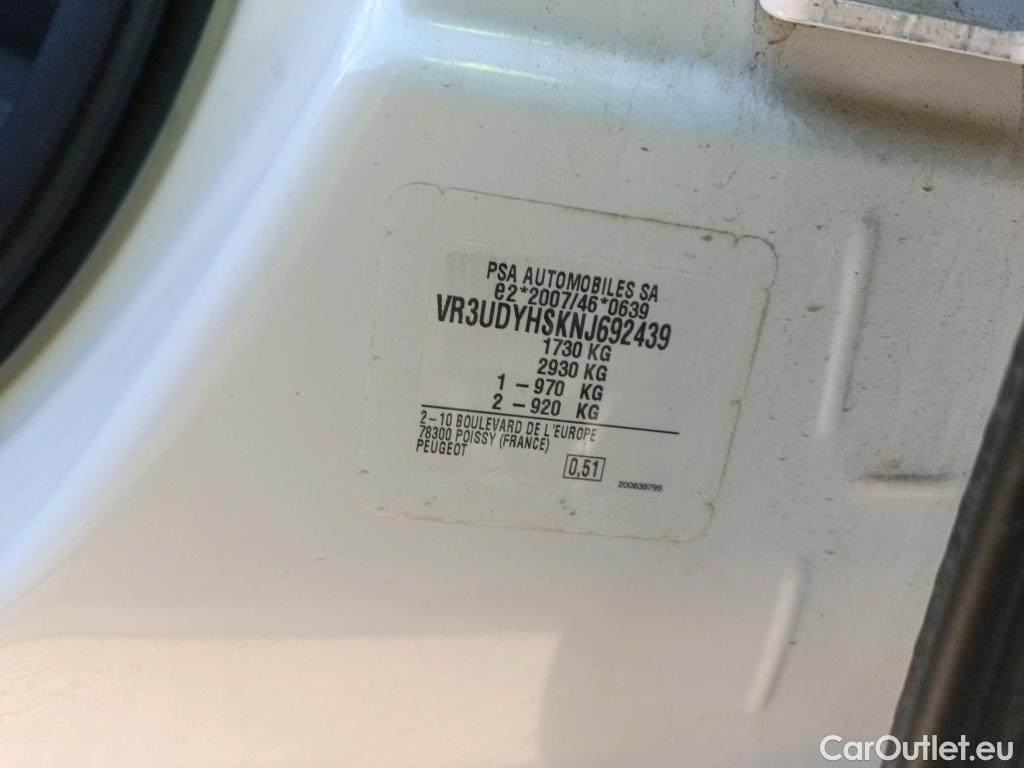 PSA AUTOMOBILES SA
e2*2007/46*0639
VR3UDYHSKNJ692439
1730 KG
2930 KG
1 – 970 KG
2 – 920 KG
2–10 BOULEVARD DE L'EUROPE
78300 POISSY (FRANCE)
PEUGEOT
0,51
200638795
CarOutlet.eu